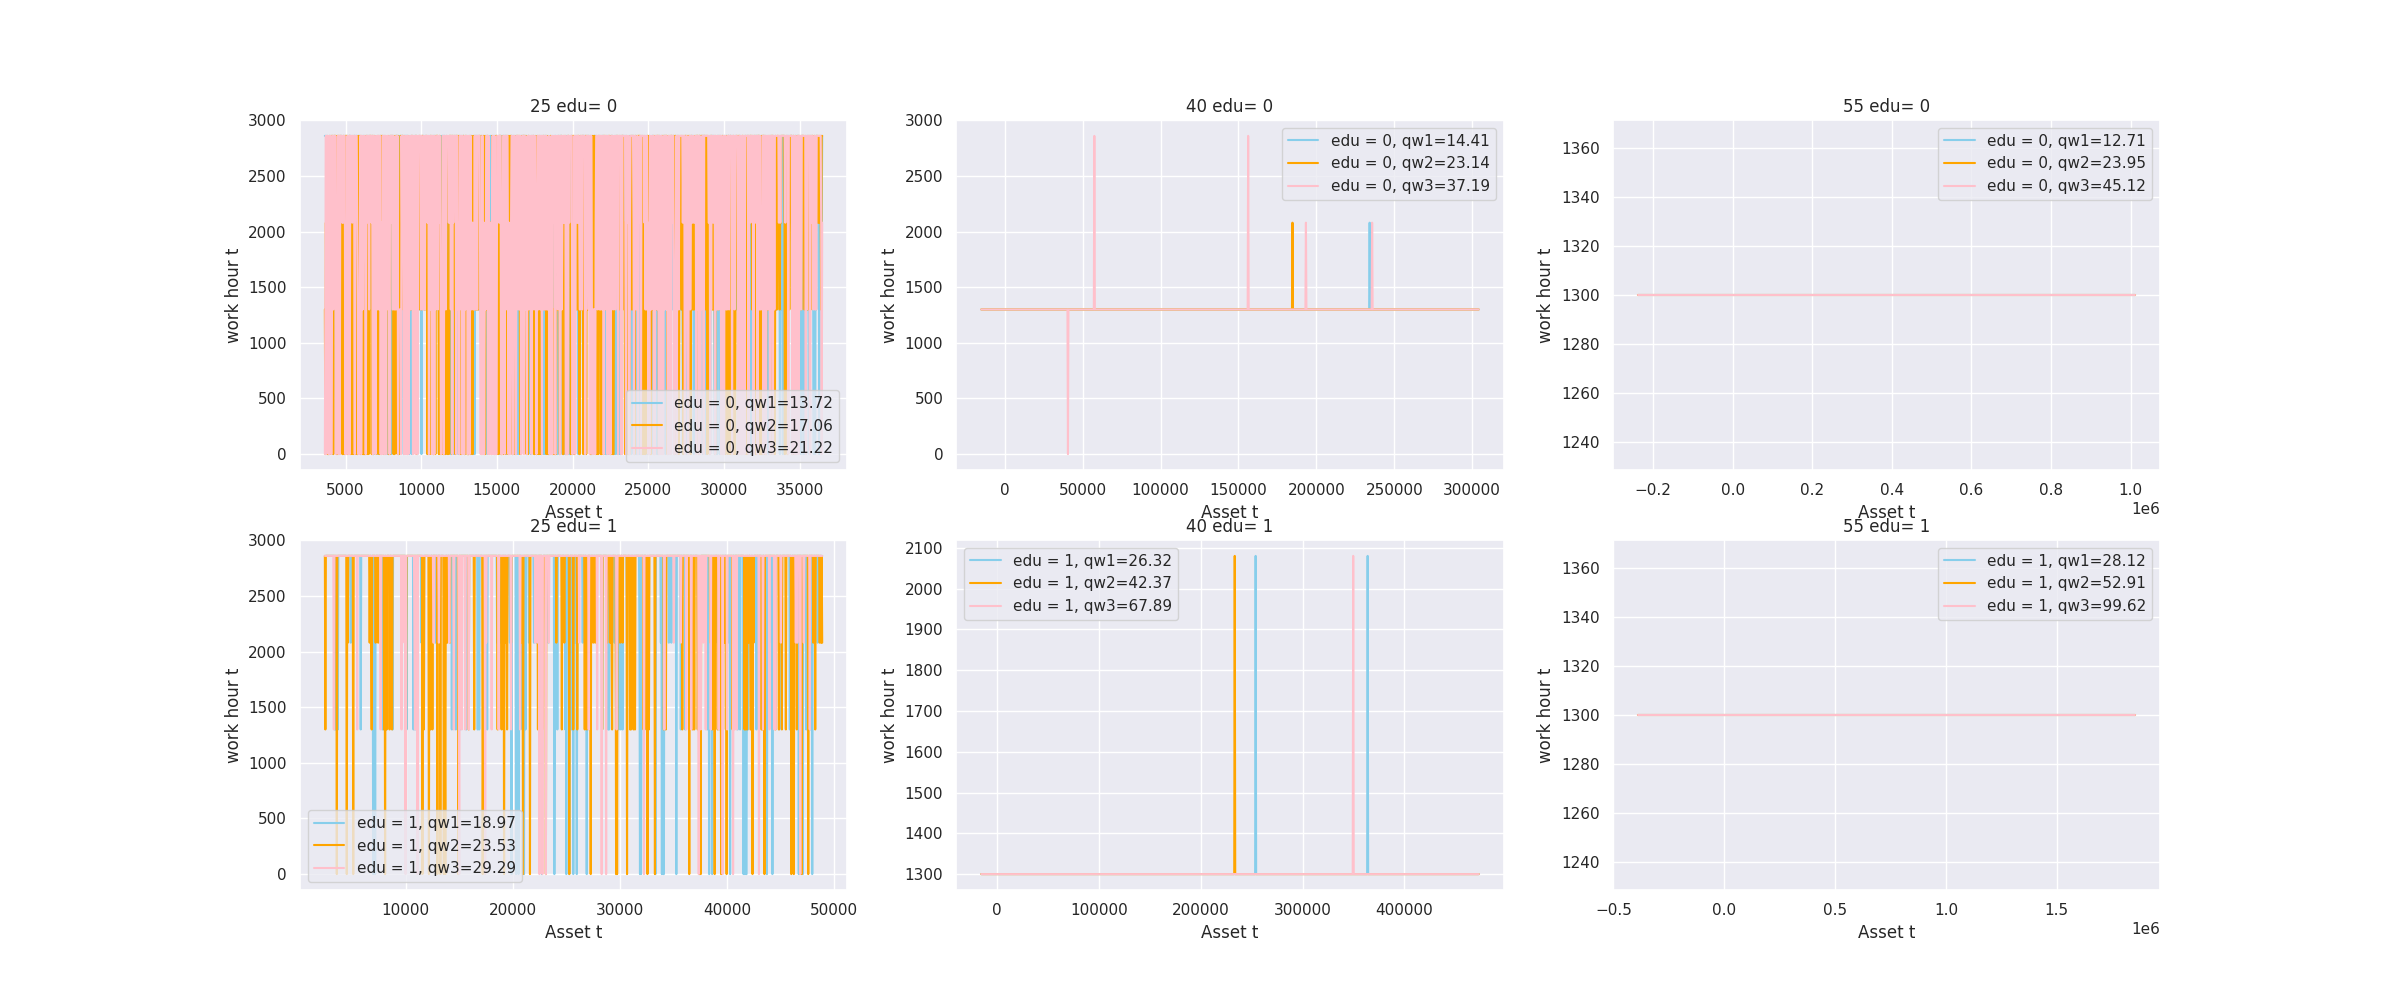 25 edu= 0
3000
2500
2000
1500
1000
500
0
work hour t
edu = 0, qw1=13.72
edu = 0, qw2=17.06
edu = 0, qw3=21.22
5000 10000 15000 20000 25000 30000 35000
Asset t
40 edu= 0
3000
2500
2000
1500
1000
500
0
work hour t
edu = 0, qw1=14.41
edu = 0, qw2=23.14
edu = 0, qw3=37.19
0 50000 100000 150000 200000 250000 300000
Asset t
55 edu= 0
1360
1340
1320
1300
1280
1260
1240
work hour t
edu = 0, qw1=12.71
edu = 0, qw2=23.95
edu = 0, qw3=45.12
−0.2 0.0 0.2 0.4 0.6 0.8 1.0
1e6
Asset t
25 edu= 1
3000
2500
2000
1500
1000
500
0
work hour t
edu = 1, qw1=18.97
edu = 1, qw2=23.53
edu = 1, qw3=29.29
10000 20000 30000 40000 50000
Asset t
40 edu= 1
2100
2000
1900
1800
1700
1600
1500
1400
1300
work hour t
edu = 1, qw1=26.32
edu = 1, qw2=42.37
edu = 1, qw3=67.89
0 100000 200000 300000 400000
Asset t
55 edu= 1
1360
1340
1320
1300
1280
1260
1240
work hour t
edu = 1, qw1=28.12
edu = 1, qw2=52.91
edu = 1, qw3=99.62
−0.5 0.0 0.5 1.0 1.5
1e6
Asset t